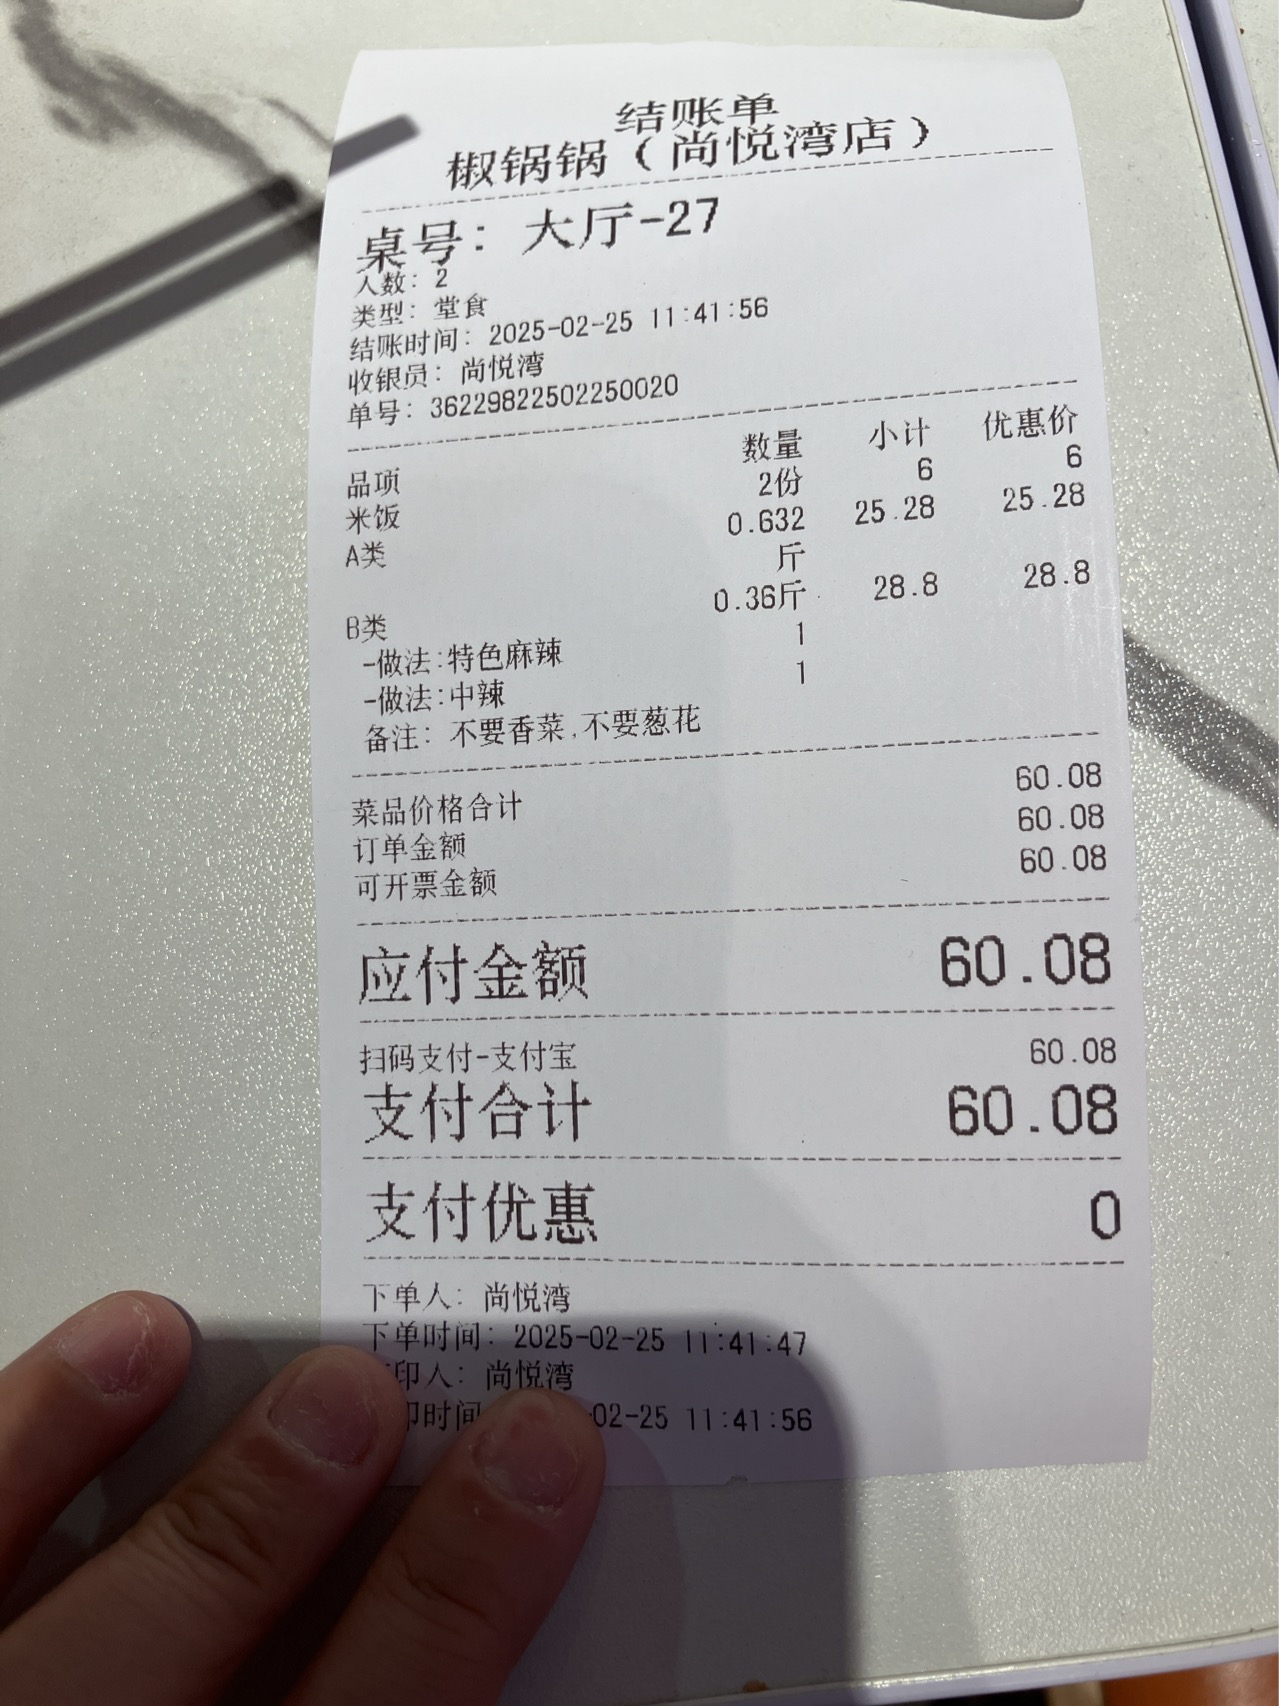 结账单
椒锅锅（尚悦湾店）
桌号: 大厅-27
人数: 2
类型: 堂食
结账时间: 2025-02-25 11:41:56
收银员: 尚悦湾
单号: 36229822502250020
品项 数量 小计 优惠价
米饭 2份 6 6
A类 0.632斤 25.28 25.28
B类 0.36斤 28.8 28.8
-做法:特色麻辣 1
-做法:中辣 1
备注: 不要香菜,不要葱花
菜品价格合计 60.08
订单金额 60.08
可开票金额 60.08
应付金额 60.08
扫码支付-支付宝 60.08
支付合计 60.08
支付优惠 0
下单人: 尚悦湾
下单时间: 2025-02-25 11:41:47
印人: 尚悦湾
印时间 -02-25 11:41:56